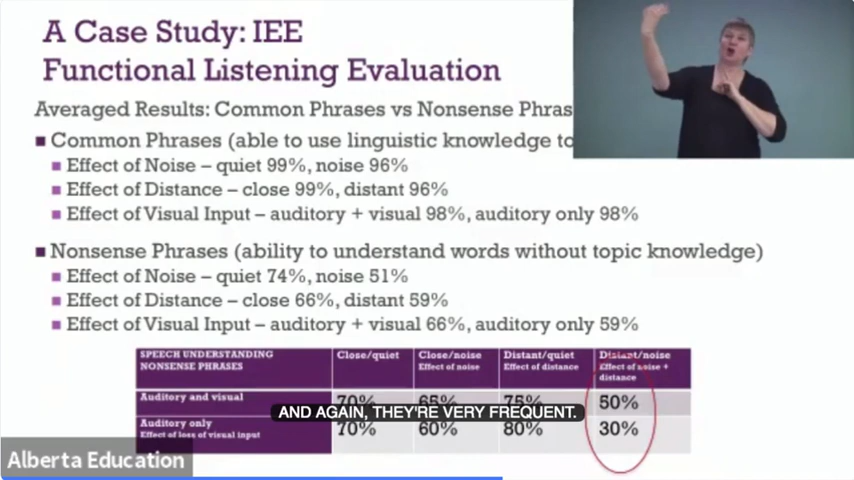 A Case Study: IEE
Functional Listening Evaluation
Averaged Results: Common Phrases vs Nonsense Phras
Common Phrases (able to use linguistic knowledge to
Effect of Noise – quiet 99%, noise 96%
Effect of Distance – close 99%, distant 96%
Effect of Visual Input – auditory + visual 98%, auditory only 98%
Nonsense Phrases (ability to understand words without topic knowledge)
Effect of Noise – quiet 74%, noise 51%
Effect of Distance – close 66%, distant 59%
Effect of Visual Input – auditory + visual 66%, auditory only 59%
SPEECH UNDERSTANDING NONSENSE PHRASES Close/quiet Close/noise Effect of noise Distant/quiet Effect of distance Distant/noise Effect of noise + distance
Auditory and visual 70% 65% 75% 50%
AND AGAIN, THEY'RE VERY FREQUENT.
Auditory only Effect of loss of visual input 70% 60% 80% 30%
Alberta Education